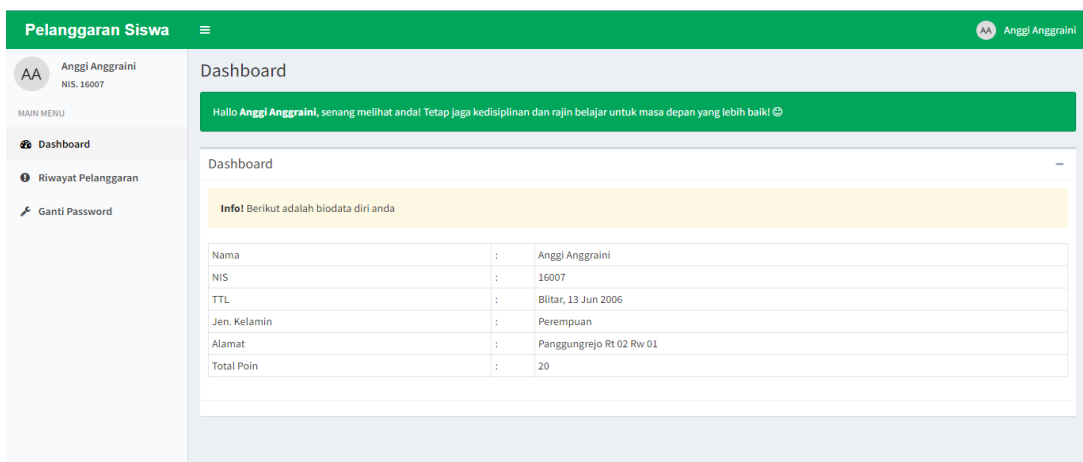 Pelanggaran Siswa
AA Anggi Anggraini
AA
Anggi Anggraini
NIS. 16007
MAIN MENU
Dashboard
Riwayat Pelanggaran
Ganti Password
Dashboard
Hallo Anggi Anggraini, senang melihat anda! Tetap jaga kedisiplinan dan rajin belajar untuk masa depan yang lebih baik!
Dashboard
Info! Berikut adalah biodata diri anda
Nama : Anggi Anggraini
NIS : 16007
TTL : Blitar, 13 Jun 2006
Jen. Kelamin : Perempuan
Alamat : Panggungrejo Rt 02 Rw 01
Total Poin : 20